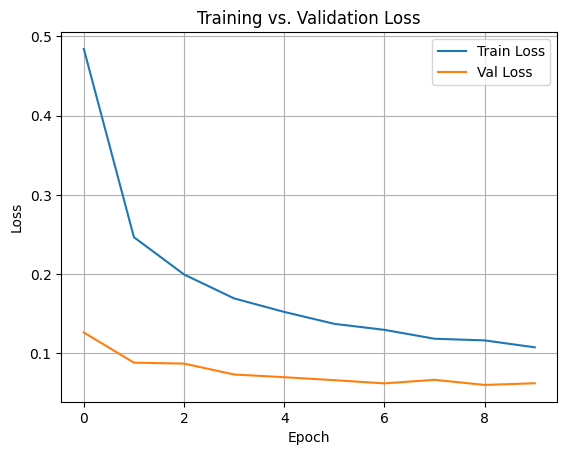 Training vs. Validation Loss
Train Loss
Val Loss
0.5
0.4
0.3
0.2
0.1
Loss
0 2 4 6 8
Epoch